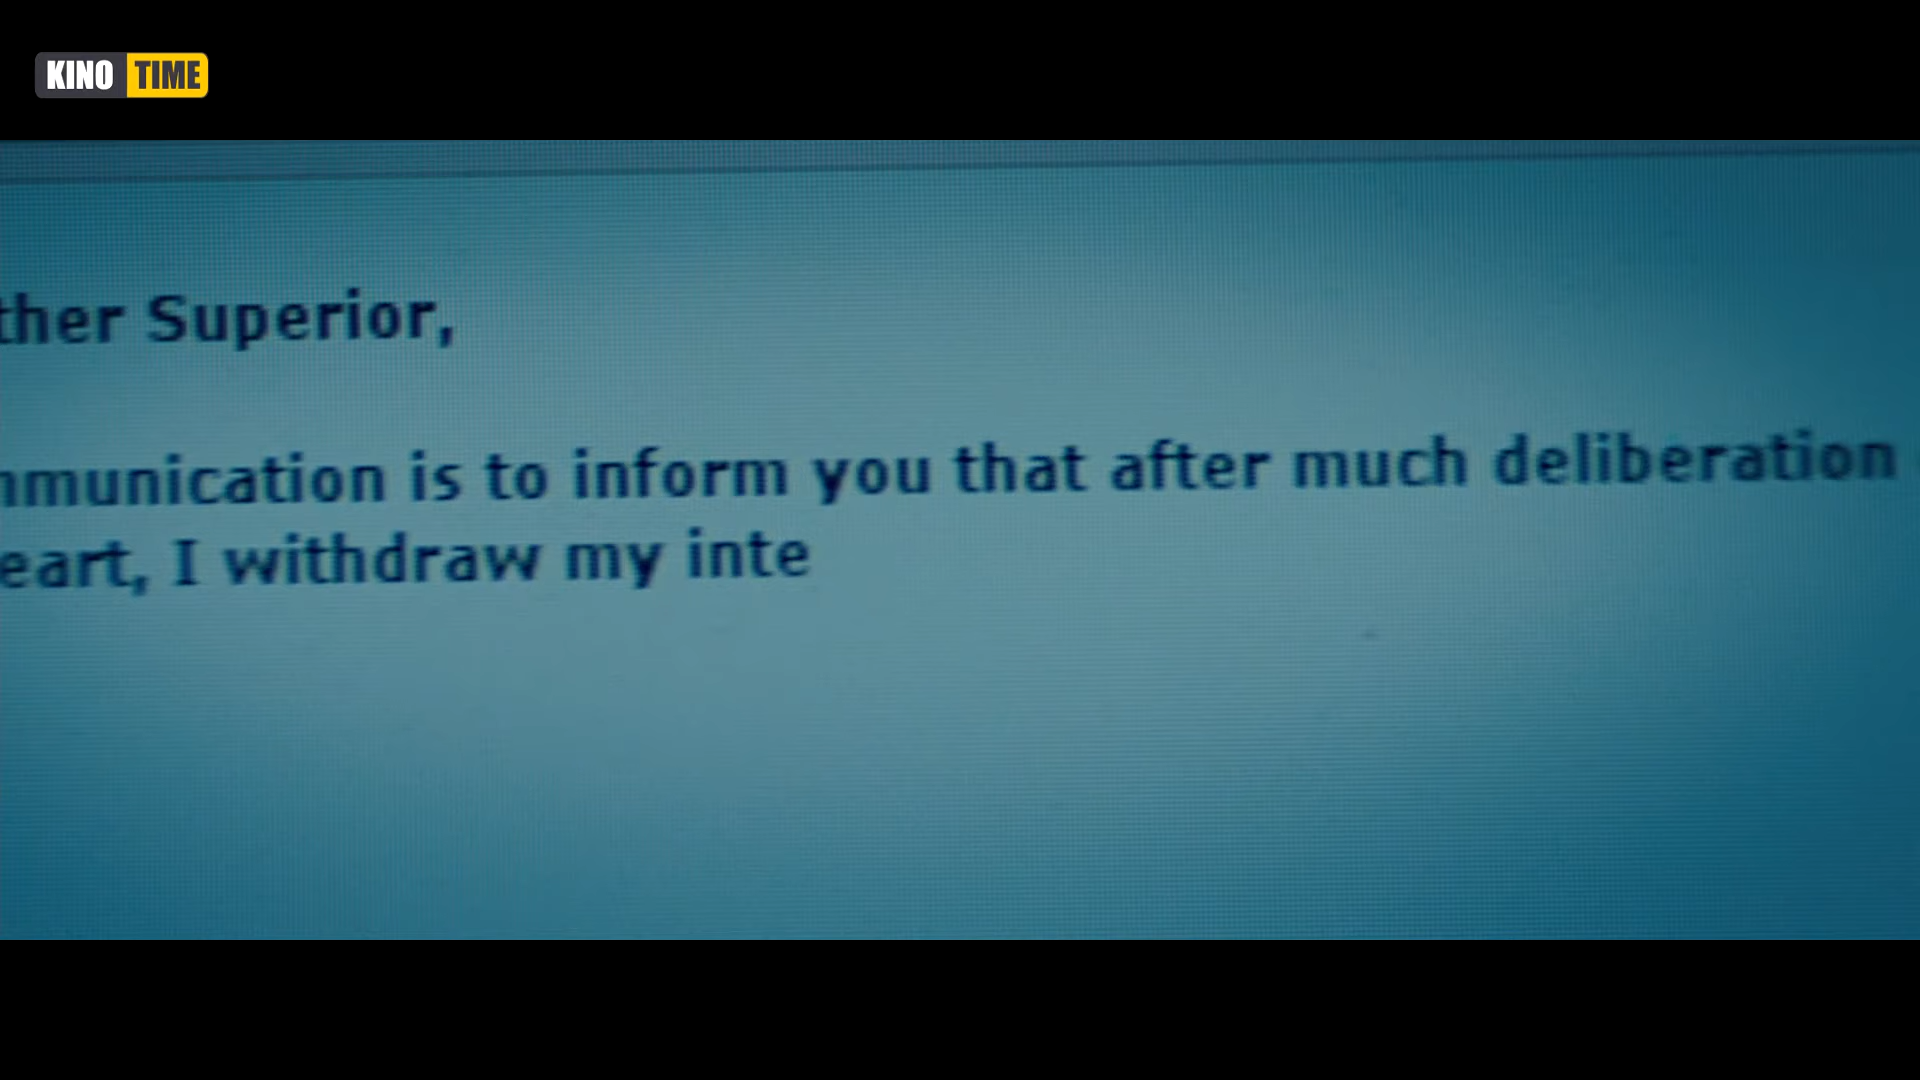 KINO TIME
ther Superior,
mmunication is to inform you that after much deliberation
eart, I withdraw my inte